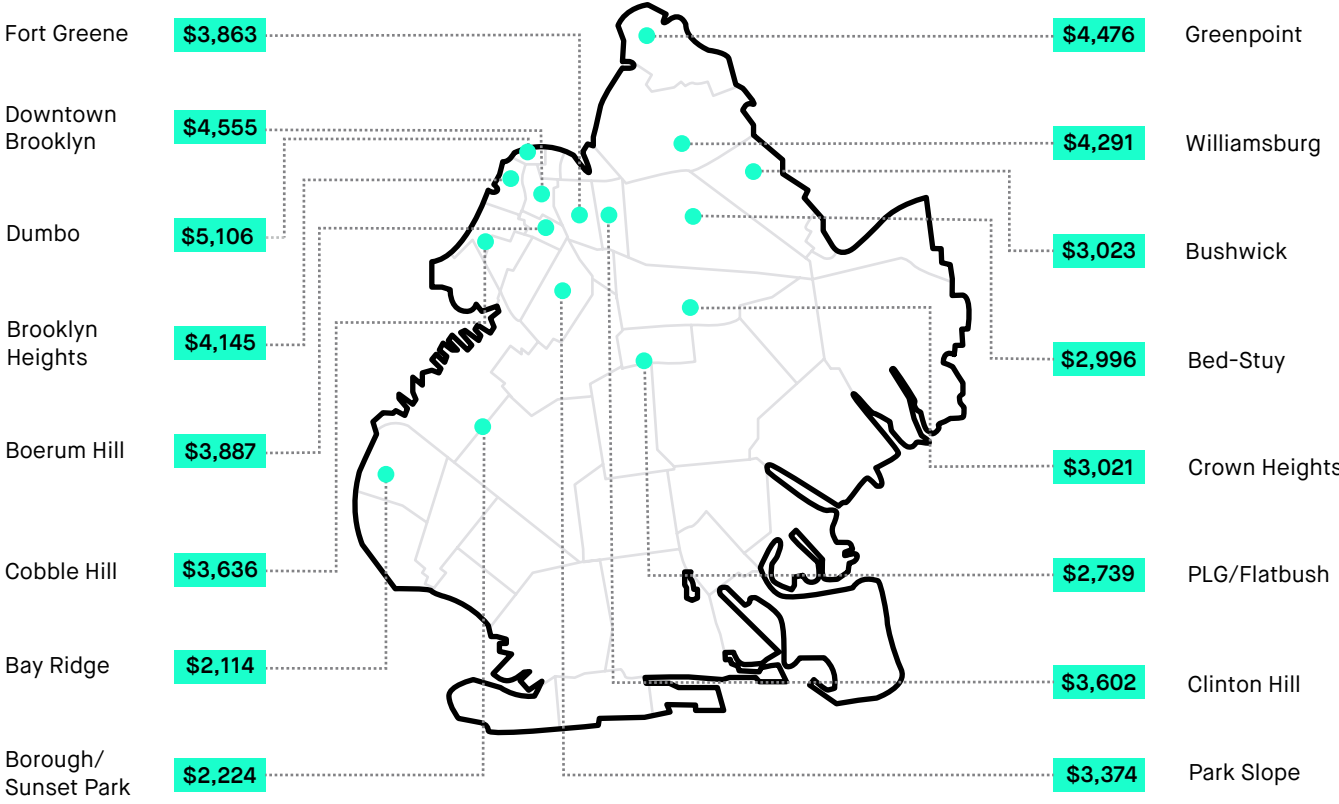 Fort Greene
$3,863
Downtown
Brooklyn
$4,555
Dumbo
$5,106
Brooklyn
Heights
$4,145
Boerum Hill
$3,887
Cobble Hill
$3,636
Bay Ridge
$2,114
Borough/
Sunset Park
$2,224
$4,476
Greenpoint
$4,291
Williamsburg
$3,023
Bushwick
$2,996
Bed-Stuy
$3,021
Crown Heights
$2,739
PLG/Flatbush
$3,602
Clinton Hill
$3,374
Park Slope